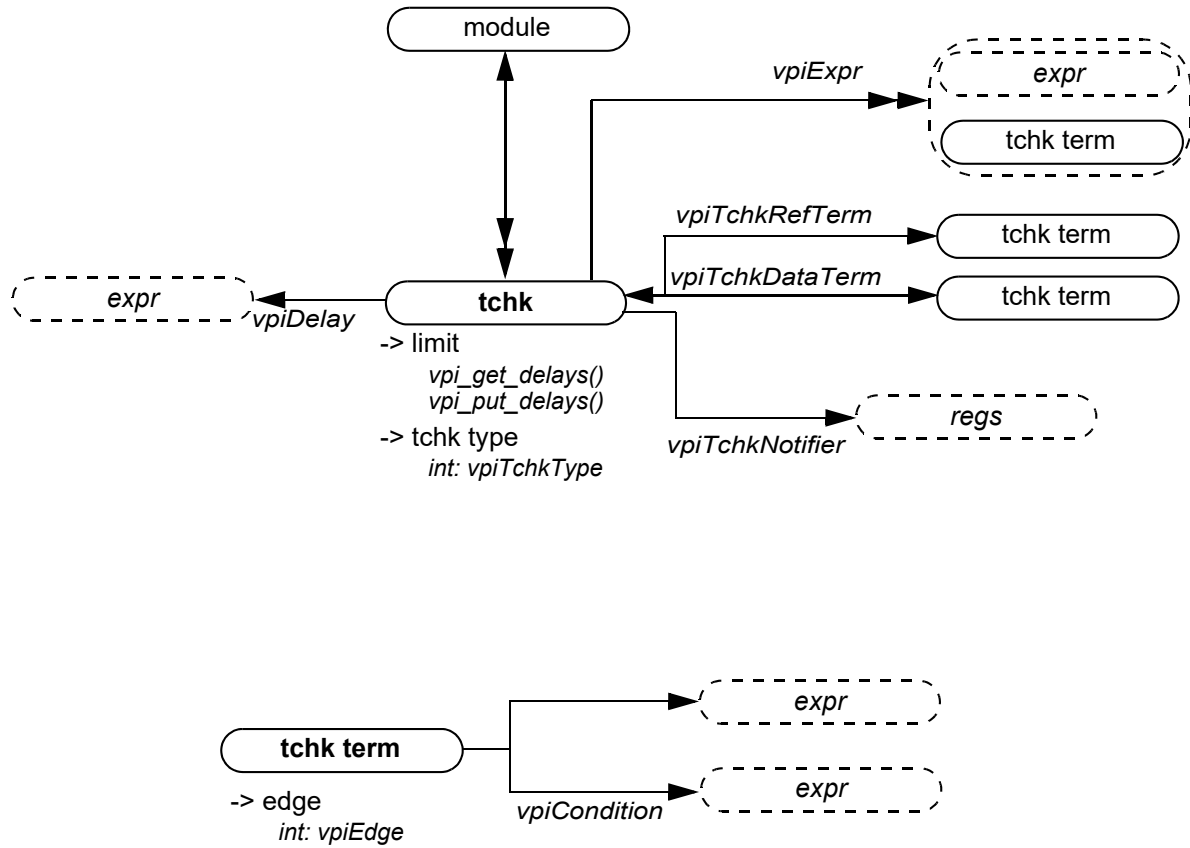 module
vpiExpr
expr
tchk term
vpiTchkRefTerm
tchk term
vpiTchkDataTerm
tchk term
expr
vpiDelay
tchk
-> limit
vpi_get_delays()
vpi_put_delays()
-> tchk type
int: vpiTchkType
vpiTchkNotifier
regs
tchk term
-> edge
int: vpiEdge
expr
vpiCondition
expr